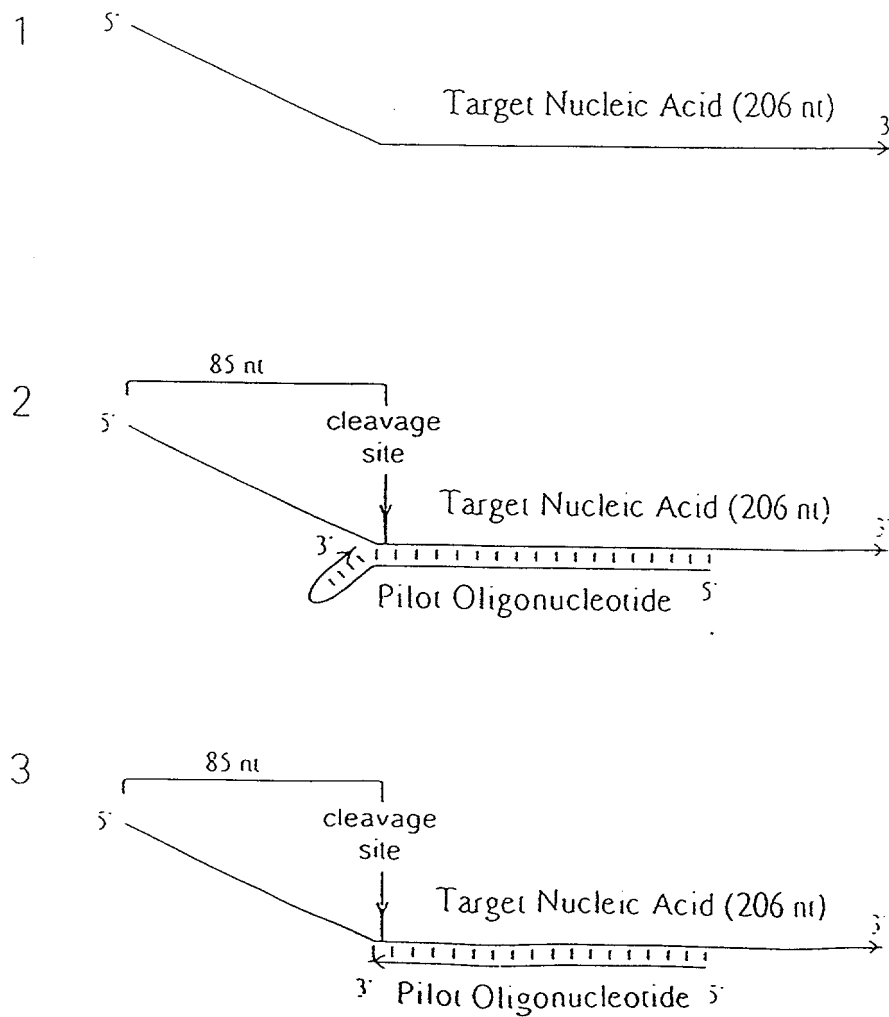 1
5'
Target Nucleic Acid (206 nt)
3
2
85 nt
5'
cleavage
site
Target Nucleic Acid (206 nt)
3'
Pilot Oligonucleotide
5'
3
85 nt
5'
cleavage
site
Target Nucleic Acid (206 nt)
3' Pilot Oligonucleotide 5'